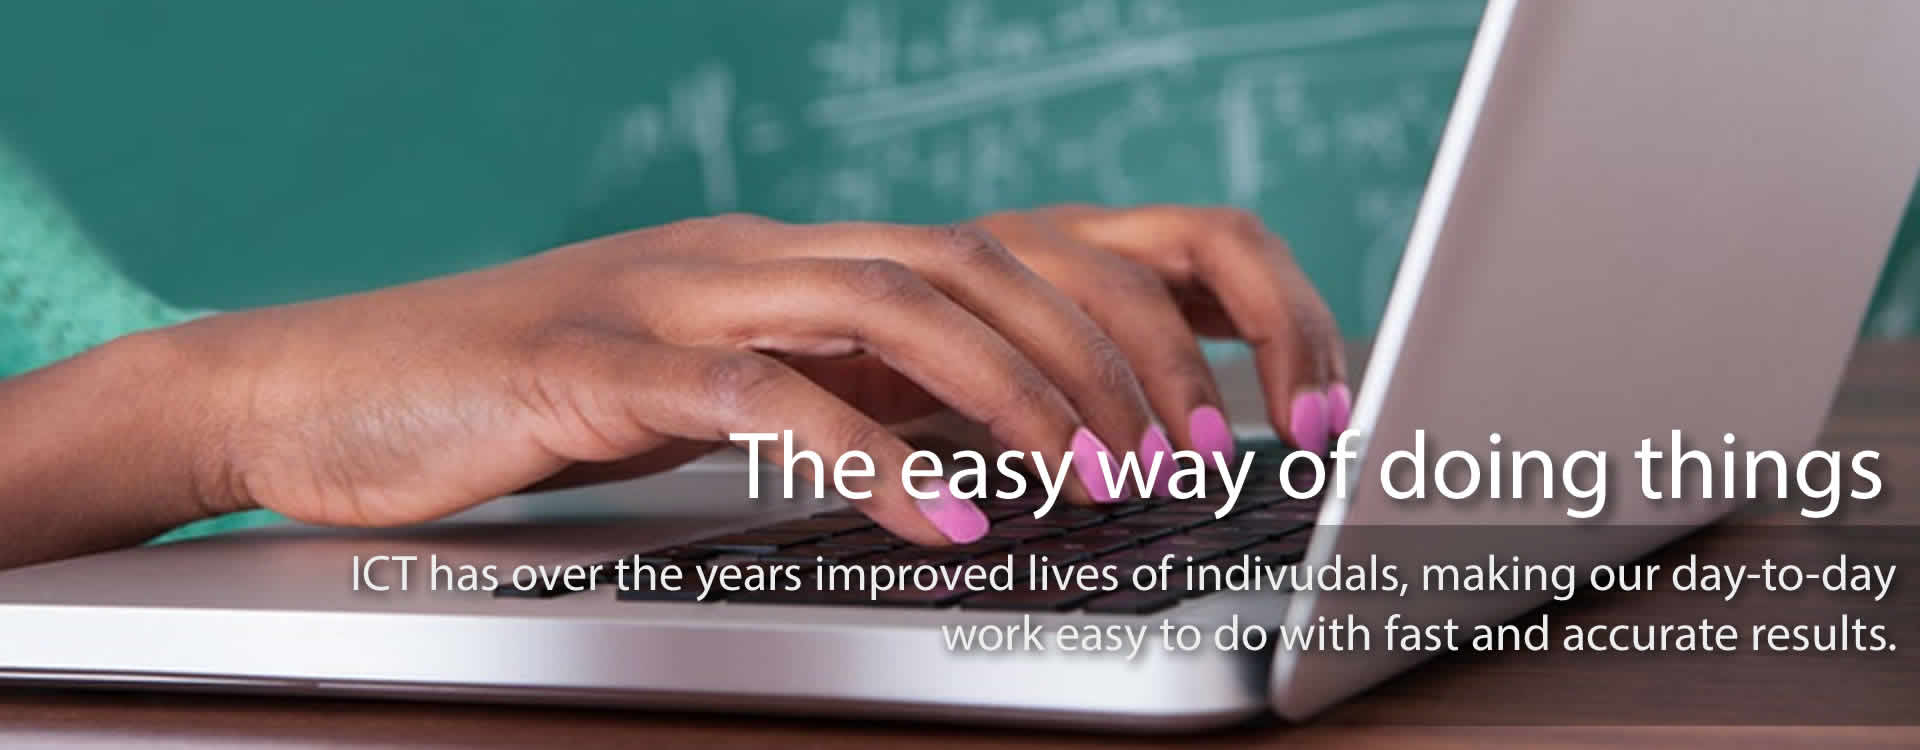 The easy way of doing things
ICT has over the years improved lives of indivudals, making our day-to-day
work easy to do with fast and accurate results.